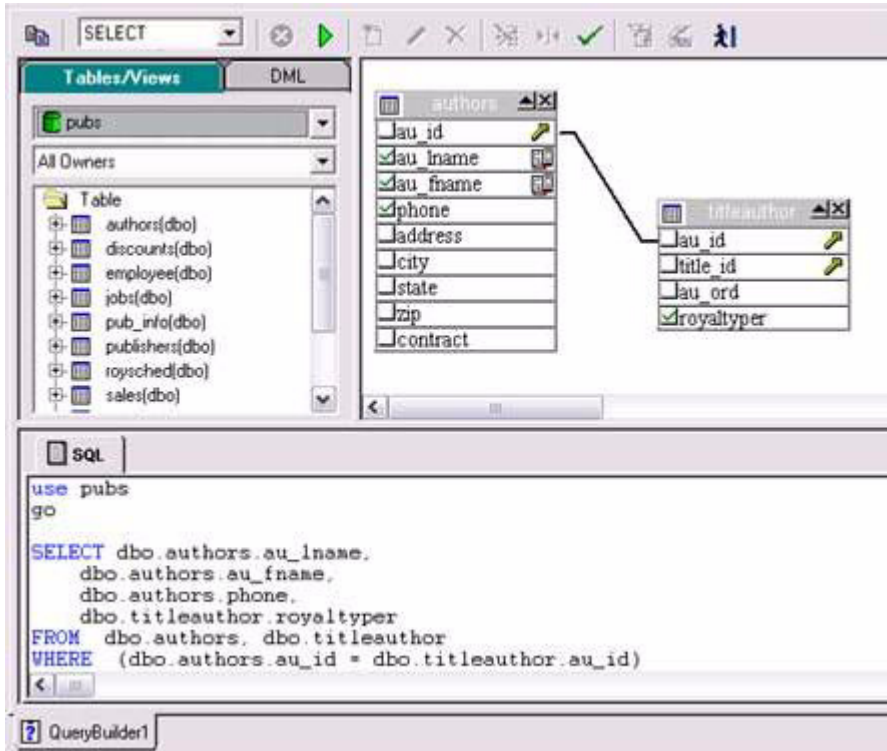 SELECT
Tables/Views
DML
pubs
All Owners
Table
authors(dbo)
discounts(dbo)
employee(dbo)
jobs(dbo)
pub_info(dbo)
publishers(dbo)
roysched(dbo)
sales(dbo)
authors
au_id
au_lname
au_fname
phone
address
city
state
zip
contract
titleauthor
au_id
title_id
au_ord
royaltyper
SQL
use pubs
go
SELECT dbo.authors.au_lname,
dbo.authors.au_fname,
dbo.authors.phone,
dbo.titleauthor.royaltyper
FROM dbo.authors, dbo.titleauthor
WHERE (dbo.authors.au_id = dbo.titleauthor.au_id)
QueryBuilder1